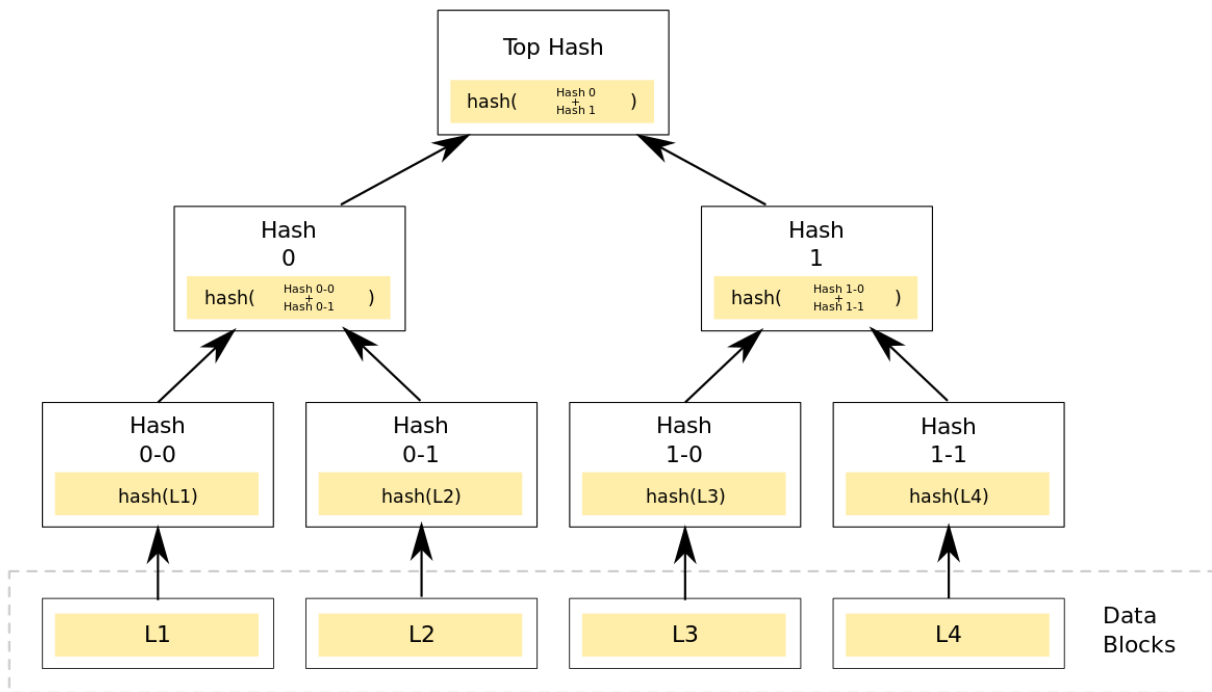 Top Hash
hash( Hash 0 + Hash 1 )
Hash
0
hash( Hash 0-0 + Hash 0-1 )
Hash
1
hash( Hash 1-0 + Hash 1-1 )
Hash
0-0
hash(L1)
Hash
0-1
hash(L2)
Hash
1-0
hash(L3)
Hash
1-1
hash(L4)
L1
L2
L3
L4
Data
Blocks